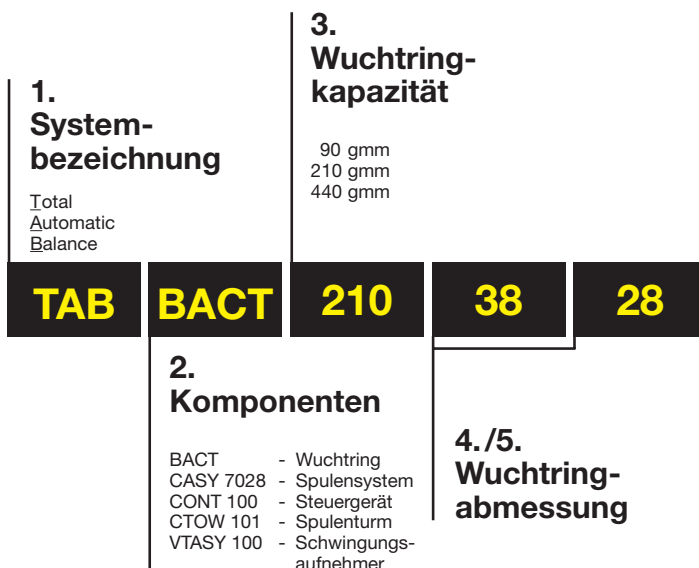 1.
System-
bezeichnung
Total
Automatic
Balance
3.
Wuchtring-
kapazität
90 gmm
210 gmm
440 gmm
TAB BACT 210 38 28
2.
Komponenten
BACT - Wuchtring
CASY 7028 - Spulensystem
CONT 100 - Steuergerät
CTOW 101 - Spulenturm
VTASY 100 - Schwingungs-
aufnehmer
4./5.
Wuchtring-
abmessung